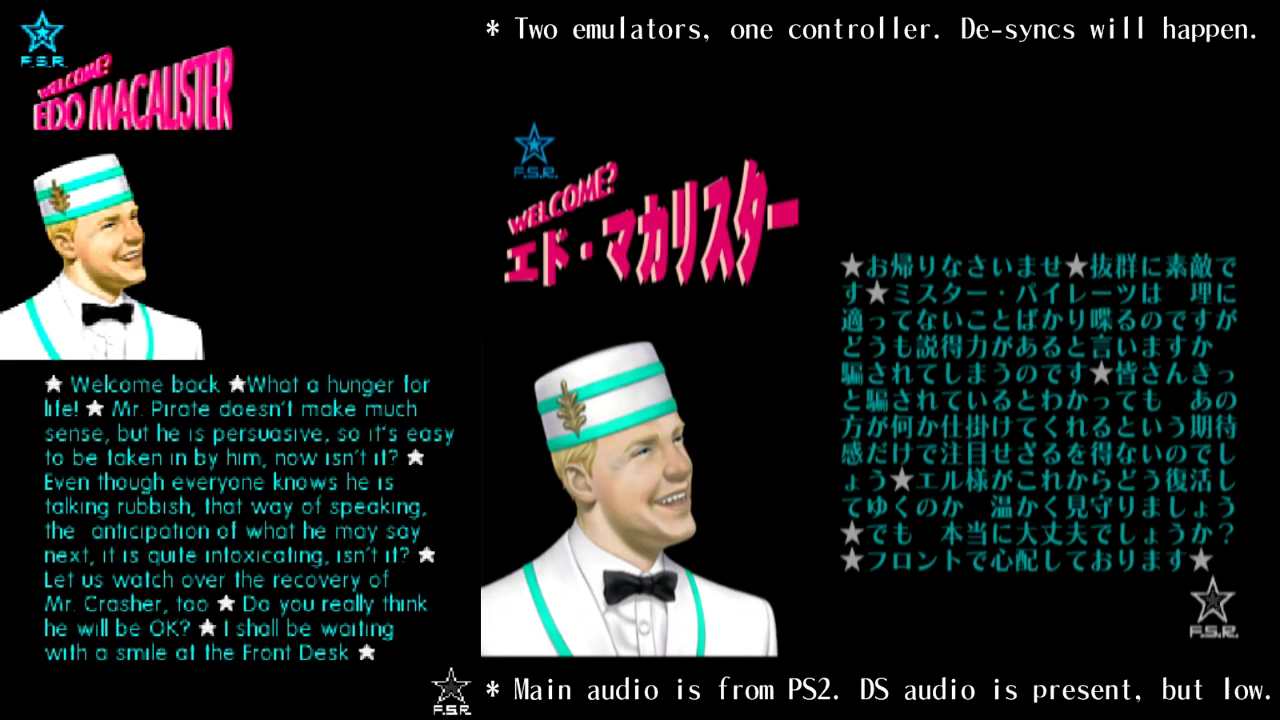 * Two emulators, one controller. De-syncs will happen.
F.S.R.
WELCOME?
EDO MACALISTER
★ Welcome back ★What a hunger for
life! ★ Mr. Pirate doesn't make much
sense, but he is persuasive, so it's easy
to be taken in by him, now isn't it? ★
Even though everyone knows he is
talking rubbish, that way of speaking,
the anticipation of what he may say
next, it is quite intoxicating, isn't it? ★
Let us watch over the recovery of
Mr. Crasher, too ★ Do you really think
he will be OK? ★ I shall be waiting
with a smile at the Front Desk ★
F.S.R.
F.S.R.
WELCOME?
エド・マカリスター
★お帰りなさいませ★抜群に素敵で
す★ミスター・パイレーツは 理に
適ってないことばかり喋るのですが
どうも説得力があると言いますか
騙されてしまうのです★皆さんきっ
と騙されているとわかっても あの
方が何か仕掛けてくれるという期待
感だけで注目せざるを得ないのでし
ょう★エル様がこれからどう復活し
てゆくのか 温かく見守りましょう
★でも 本当に大丈夫でしょうか？
★フロントで心配しております★
F.S.R.
* Main audio is from PS2. DS audio is present, but low.